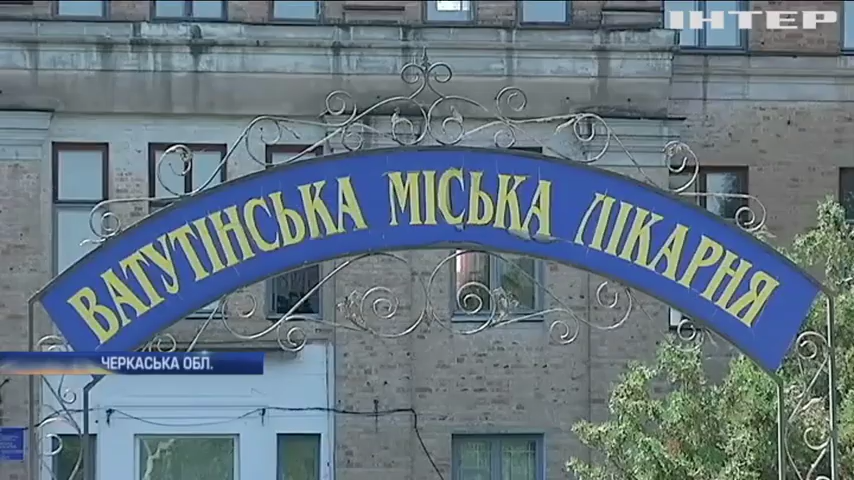 ІНТЕР
ВАТУТІНСЬКА МІСЬКА ЛІКАРНЯ
ЧЕРКАСЬКА ОБЛ.